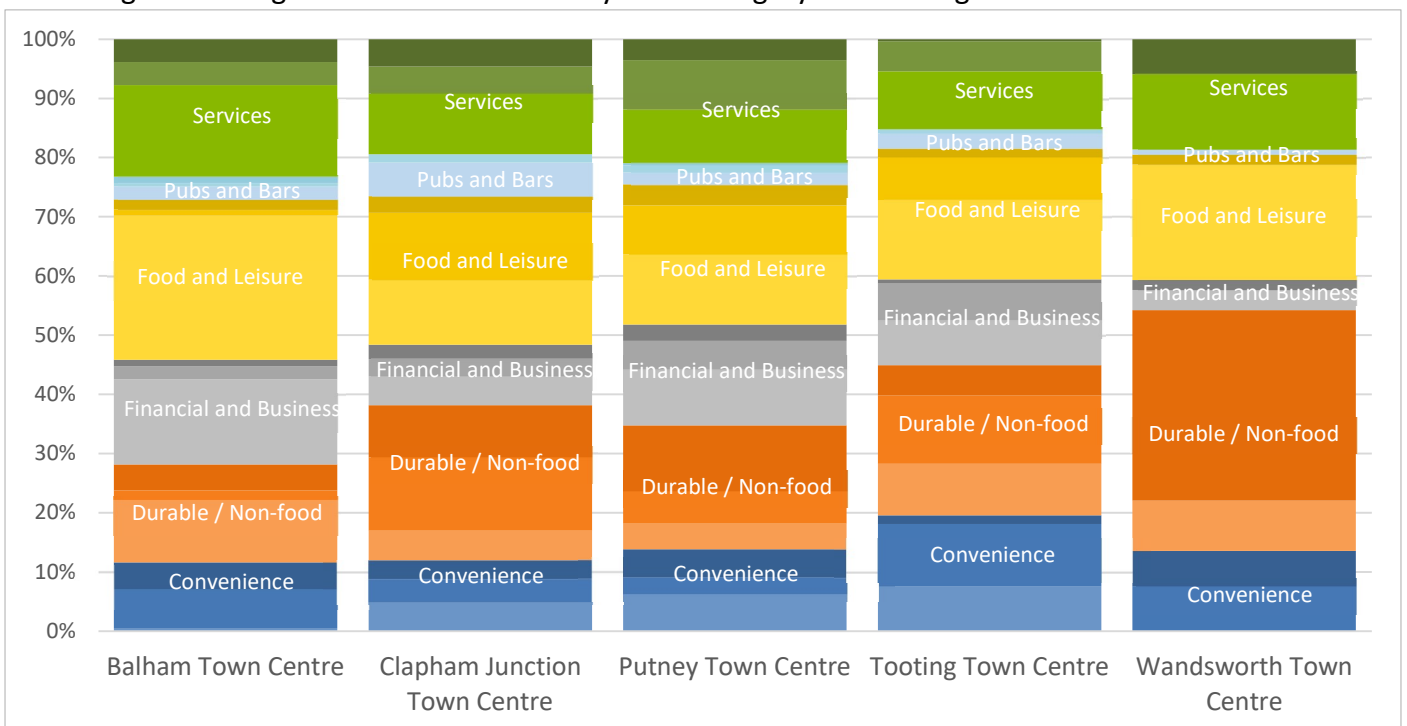 100%
90%
80%
70%
60%
50%
40%
30%
20%
10%
0%
Services
Pubs and Bars
Food and Leisure
Financial and Business
Durable / Non-food
Convenience
Services
Pubs and Bars
Food and Leisure
Financial and Business
Durable / Non-food
Convenience
Services
Pubs and Bars
Food and Leisure
Financial and Business
Durable / Non-food
Convenience
Services
Pubs and Bars
Food and Leisure
Financial and Business
Durable / Non-food
Convenience
Services
Pubs and Bars
Food and Leisure
Financial and Business
Durable / Non-food
Convenience
Balham Town Centre
Clapham Junction
Town Centre
Putney Town Centre
Tooting Town Centre
Wandsworth Town
Centre